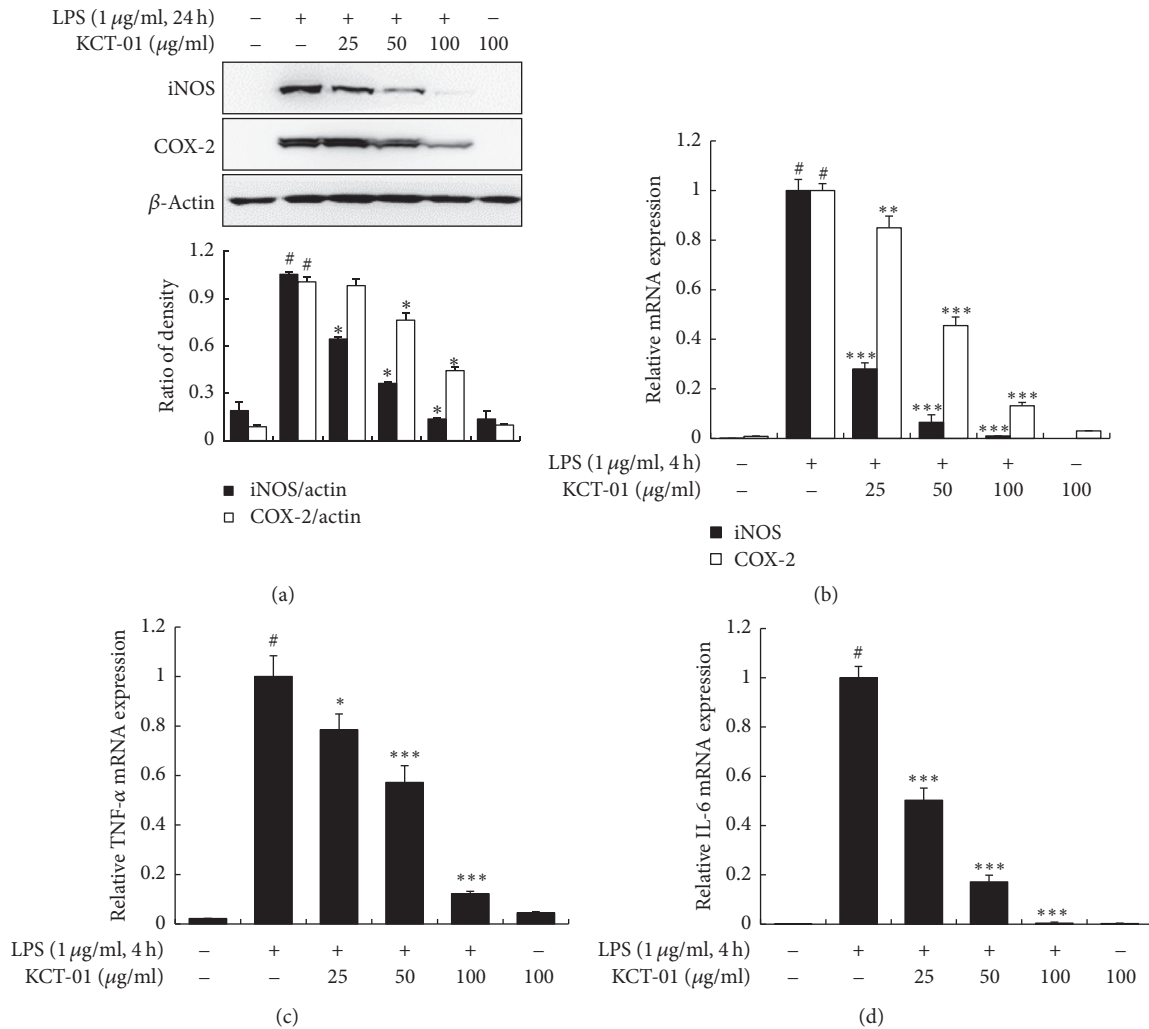 LPS (1 μg/ml, 24 h) – + + + + –
KCT-01 (μg/ml) – – 25 50 100 100
iNOS
COX-2
β-Actin
Ratio of density
1.2
0.9
0.6
0.3
0
# #
*
* *
* *
iNOS/actin
COX-2/actin
(a)
Relative mRNA expression
1.2
1
0.8
0.6
0.4
0.2
0
# #
*** **
*** ***
*** ***
LPS (1 μg/ml, 4 h) – + + + + –
KCT-01 (μg/ml) – – 25 50 100 100
iNOS
COX-2
(b)
Relative TNF-α mRNA expression
1.2
1
0.8
0.6
0.4
0.2
0
#
*
***
***
LPS (1 μg/ml, 4 h) – + + + + –
KCT-01 (μg/ml) – – 25 50 100 100
(c)
Relative IL-6 mRNA expression
1.2
1
0.8
0.6
0.4
0.2
0
#
***
***
***
LPS (1 μg/ml, 4 h) – + + + + –
KCT-01 (μg/ml) – – 25 50 100 100
(d)